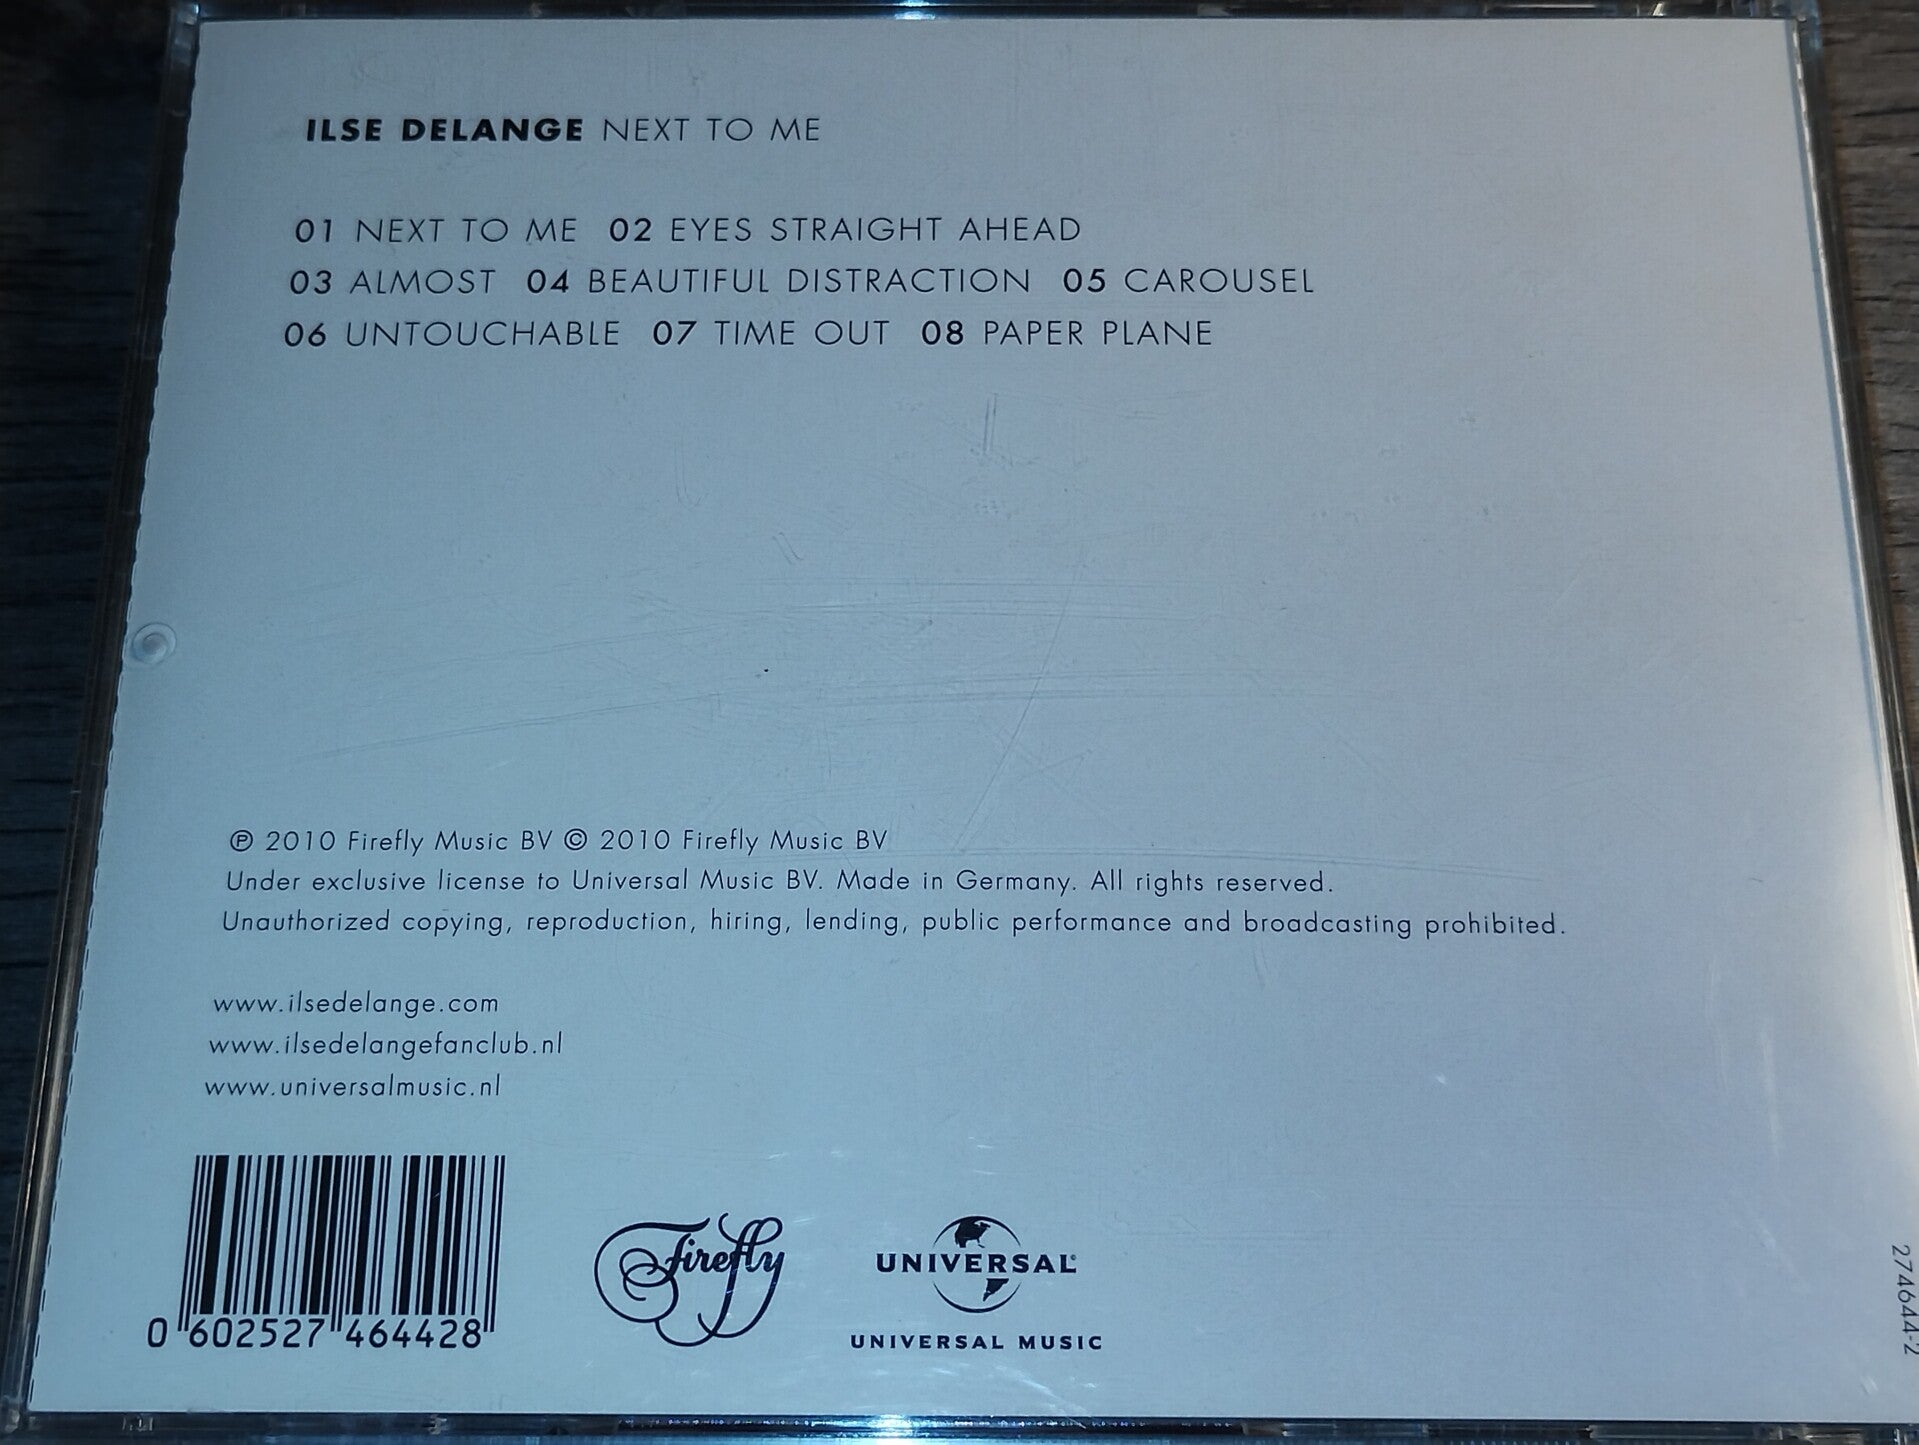 ILSE DELANGE NEXT TO ME
01 NEXT TO ME 02 EYES STRAIGHT AHEAD
03 ALMOST 04 BEAUTIFUL DISTRACTION 05 CAROUSEL
06 UNTOUCHABLE 07 TIME OUT 08 PAPER PLANE
℗ 2010 Firefly Music BV © 2010 Firefly Music BV
Under exclusive license to Universal Music BV. Made in Germany. All rights reserved.
Unauthorized copying, reproduction, hiring, lending, public performance and broadcasting prohibited.
www.ilsedelange.com
www.ilsedelangefanclub.nl
www.universalmusic.nl
0 602527 464428
Firefly
UNIVERSAL
UNIVERSAL MUSIC
274644-2